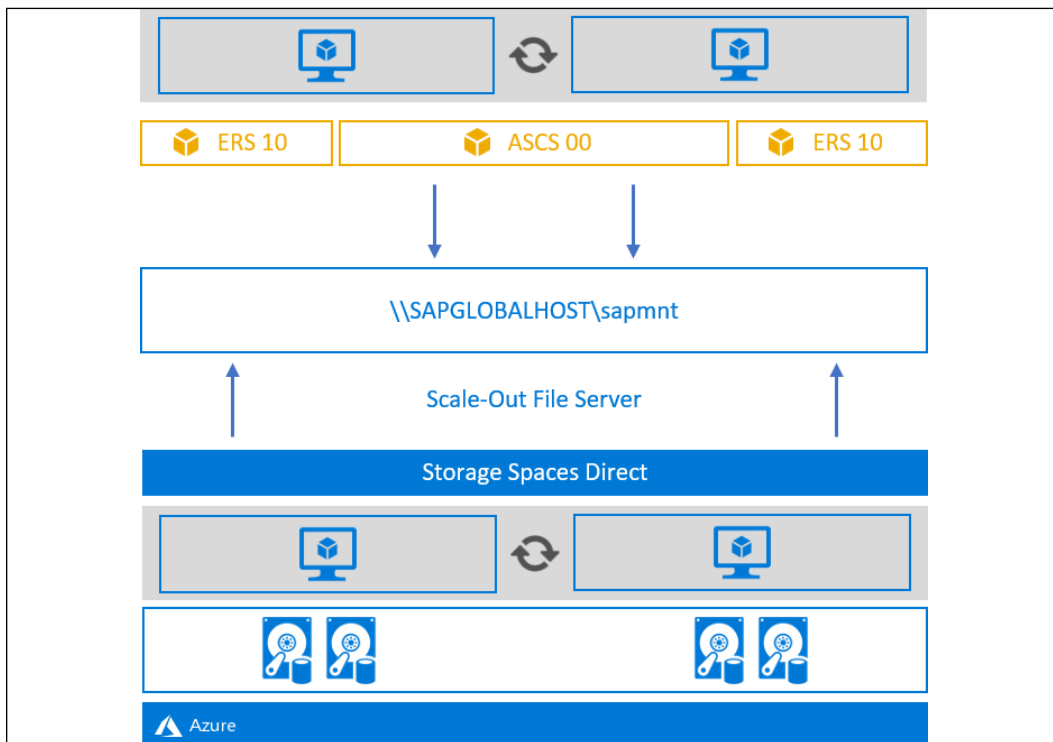 ERS 10
ASCS 00
ERS 10
\\SAPGLOBALHOST\sapmnt
Scale-Out File Server
Storage Spaces Direct
Azure